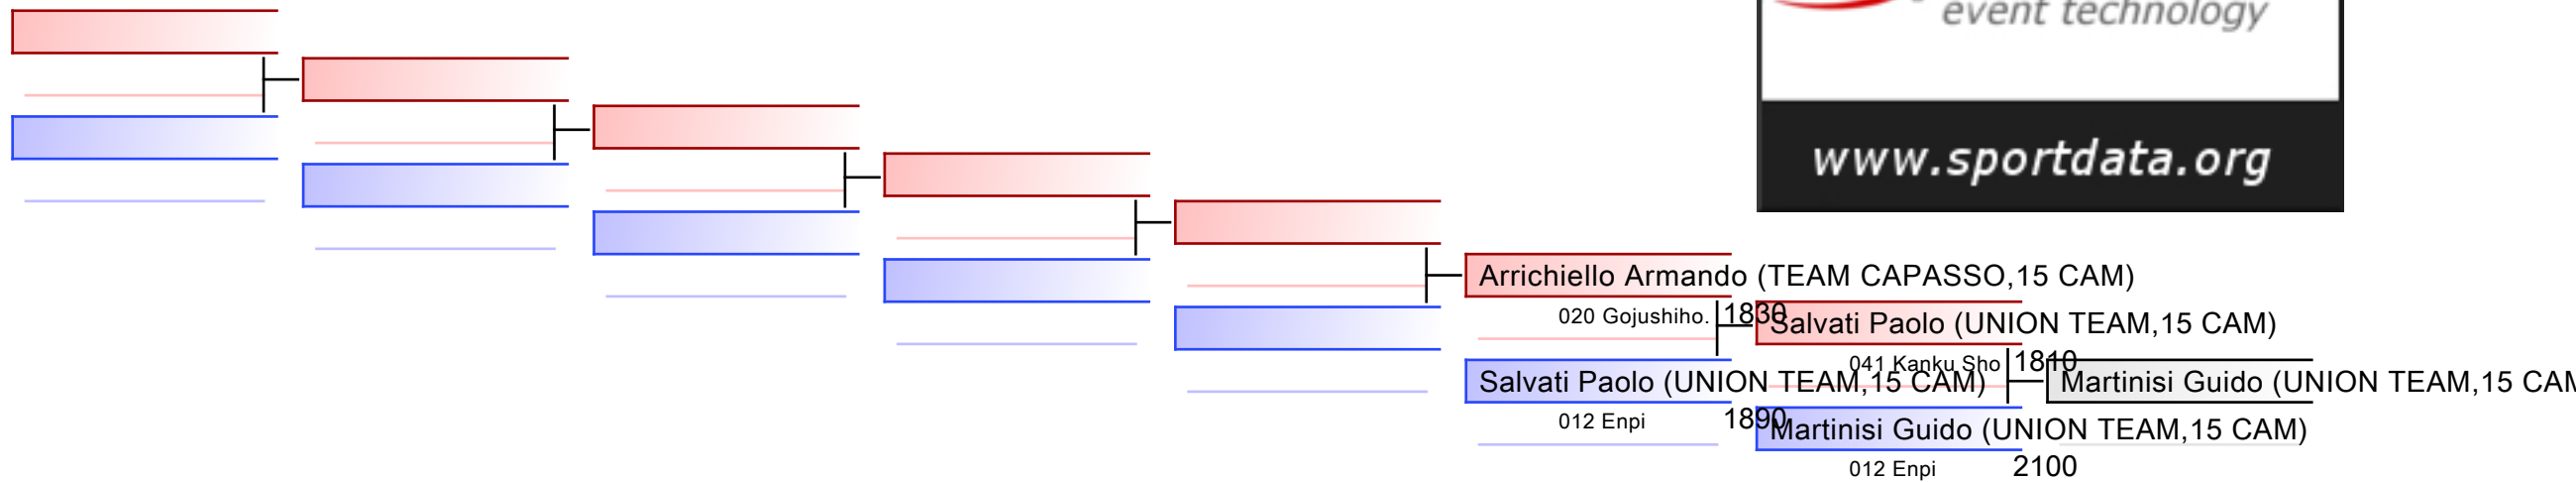 event technology
www.sportdata.org
Arrichiello Armando (TEAM CAPASSO,15 CAM)
020 Gojushiho. 1830
Salvati Paolo (UNION TEAM,15 CAM)
041 Kanku Sho 1810
Salvati Paolo (UNION TEAM,15 CAM)
Martinisi Guido (UNION TEAM,15 CAM
012 Enpi 1890
Martinisi Guido (UNION TEAM,15 CAM)
012 Enpi 2100